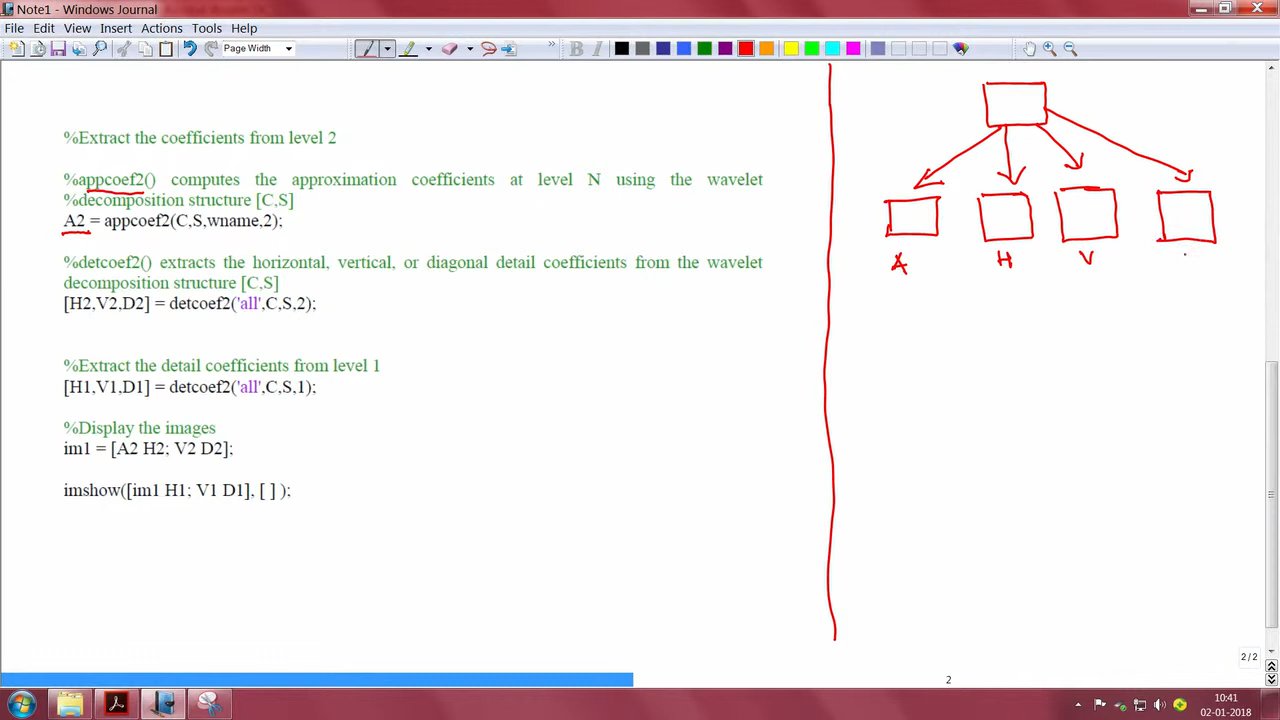 Note1 - Windows Journal
File Edit View Insert Actions Tools Help
Page Width
%Extract the coefficients from level 2
%appcoef2() computes the approximation coefficients at level N using the wavelet
%decomposition structure [C,S]
A2 = appcoef2(C,S,wname,2);
%detcoef2() extracts the horizontal, vertical, or diagonal detail coefficients from the wavelet
decomposition structure [C,S]
[H2,V2,D2] = detcoef2('all',C,S,2);
%Extract the detail coefficients from level 1
[H1,V1,D1] = detcoef2('all',C,S,1);
%Display the images
im1 = [A2 H2; V2 D2];
imshow([im1 H1; V1 D1], [ ] );
A H V
2/2
2
10:41
02-01-2018